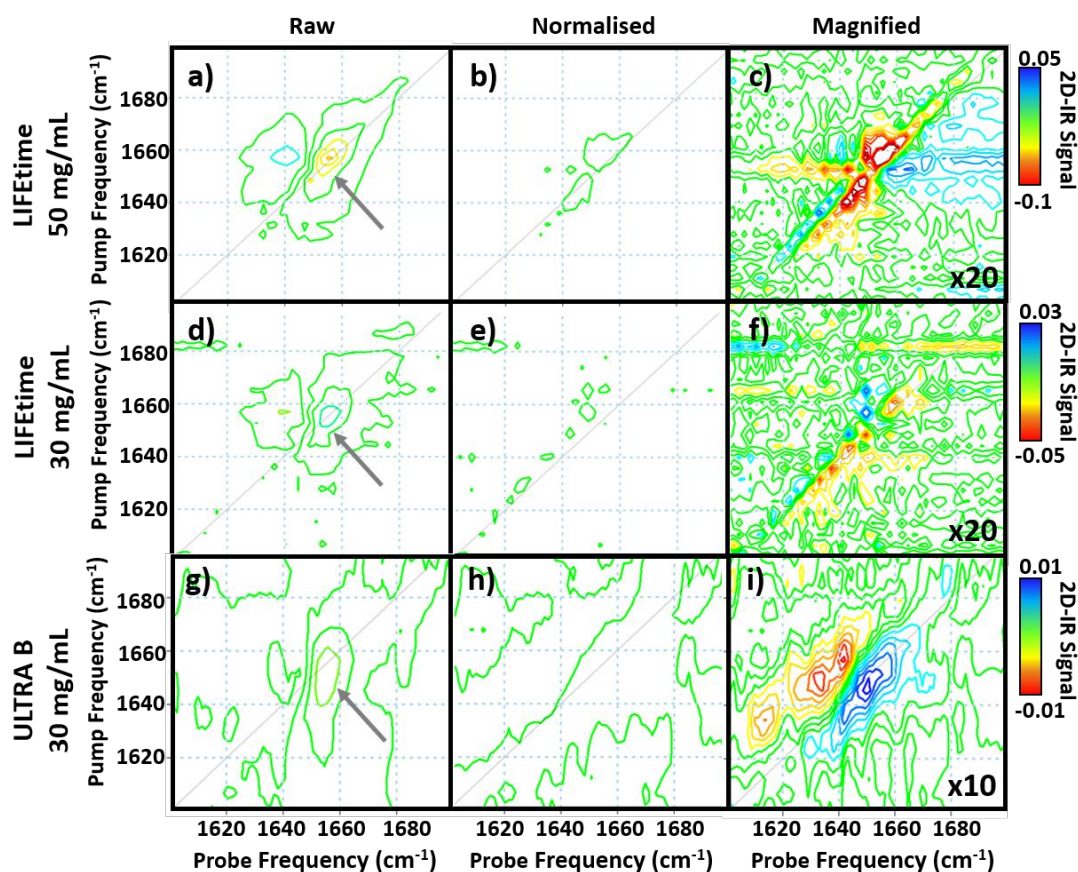 Raw Normalised Magnified
LIFEtime
50 mg/mL
Pump Frequency (cm-1)
1680
1660
1640
1620
a)
b)
c)
x20
0.05
2D-IR Signal
-0.1
LIFEtime
30 mg/mL
Pump Frequency (cm-1)
1680
1660
1640
1620
d)
e)
f)
x20
0.03
2D-IR Signal
-0.05
ULTRA B
30 mg/mL
Pump Frequency (cm-1)
1680
1660
1640
1620
g)
h)
i)
x10
0.01
2D-IR Signal
-0.01
1620 1640 1660 1680 1620 1640 1660 1680 1620 1640 1660 1680
Probe Frequency (cm-1) Probe Frequency (cm-1) Probe Frequency (cm-1)